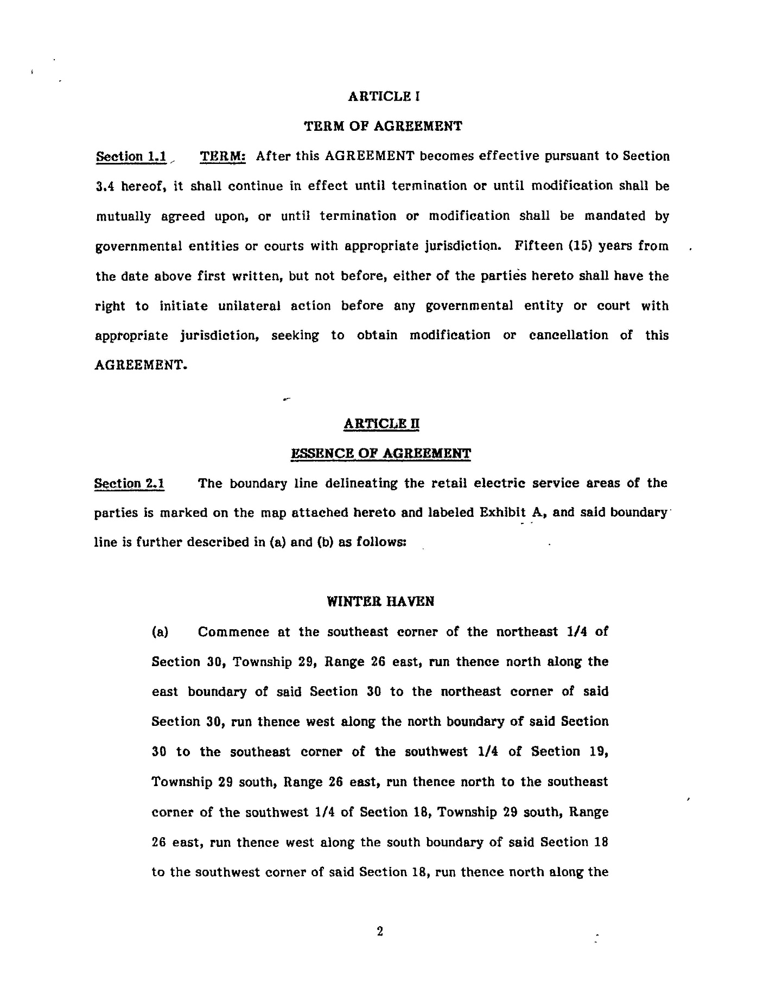 ARTICLE I
TERM OF AGREEMENT
Section 1.1 TERM: After this AGREEMENT becomes effective pursuant to Section
3.4 hereof, it shall continue in effect until termination or until modification shall be
mutually agreed upon, or until termination or modification shall be mandated by
governmental entities or courts with appropriate jurisdiction. Fifteen (15) years from
the date above first written, but not before, either of the parties hereto shall have the
right to initiate unilateral action before any governmental entity or court with
appropriate jurisdiction, seeking to obtain modification or cancellation of this
AGREEMENT.
ARTICLE II
ESSENCE OF AGREEMENT
Section 2.1 The boundary line delineating the retail electric service areas of the
parties is marked on the map attached hereto and labeled Exhibit A, and said boundary
line is further described in (a) and (b) as follows:
WINTER HAVEN
(a) Commence at the southeast corner of the northeast 1/4 of
Section 30, Township 29, Range 26 east, run thence north along the
east boundary of said Section 30 to the northeast corner of said
Section 30, run thence west along the north boundary of said Section
30 to the southeast corner of the southwest 1/4 of Section 19,
Township 29 south, Range 26 east, run thence north to the southeast
corner of the southwest 1/4 of Section 18, Township 29 south, Range
26 east, run thence west along the south boundary of said Section 18
to the southwest corner of said Section 18, run thence north along the
2